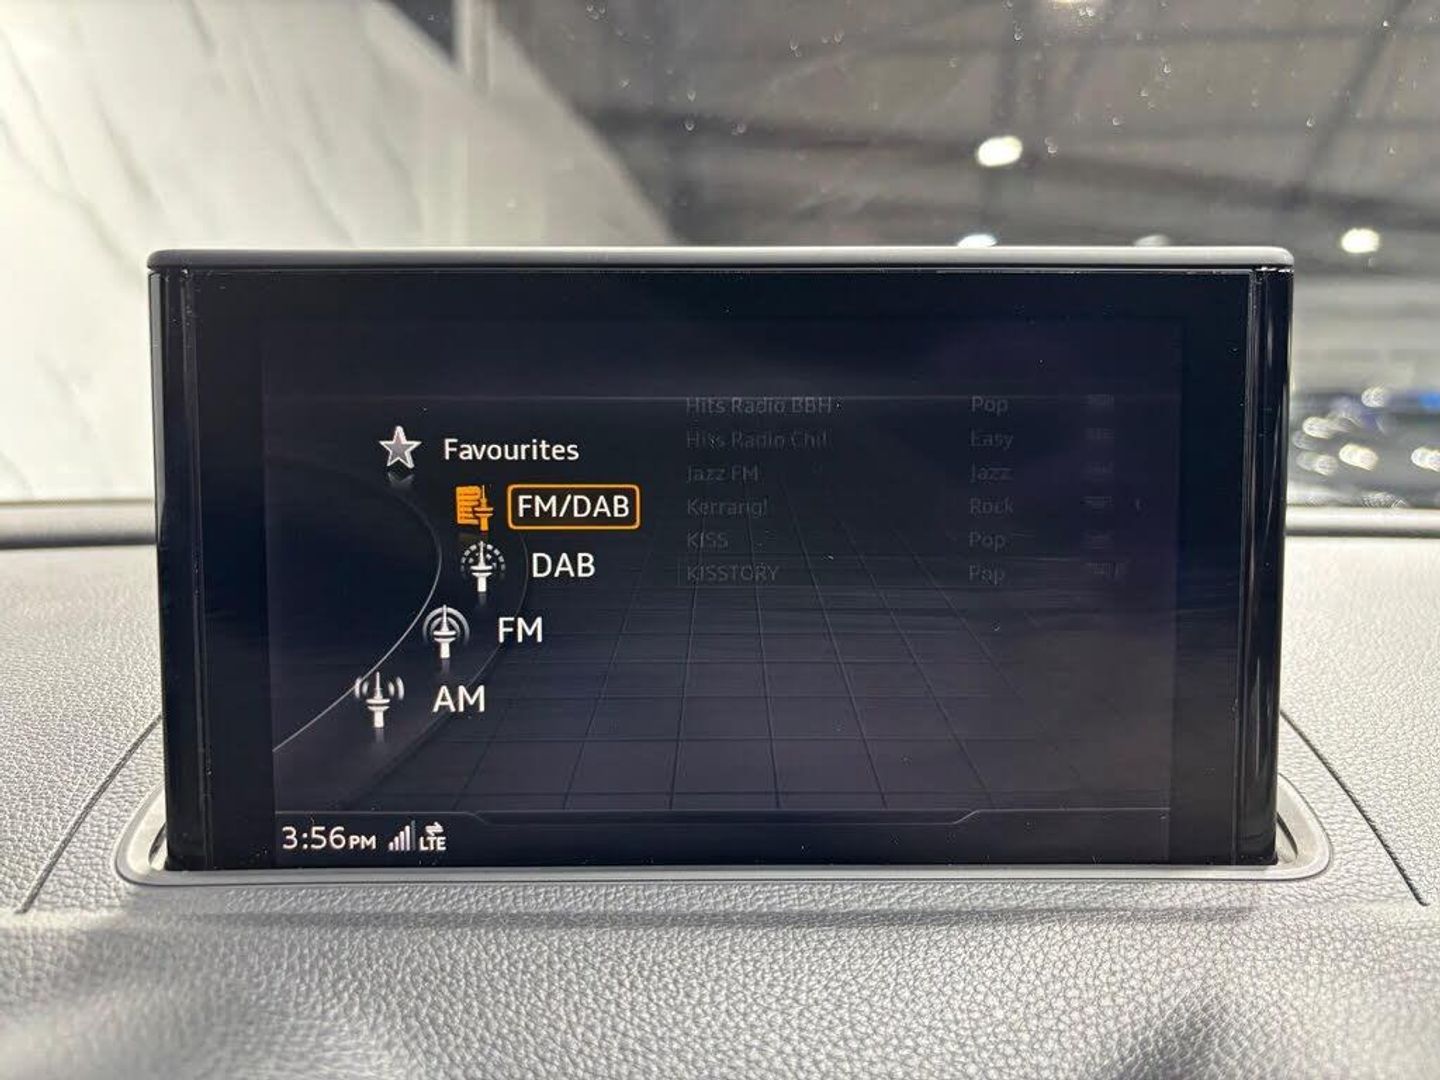 Favourites
FM/DAB
DAB
FM
AM
Hits Radio BBH Pop
Hits Radio Chil Easy
Jazz FM Jazz
Kerrang! Rock
KISS Pop
KISSTORY Pop
3:56PM LTE